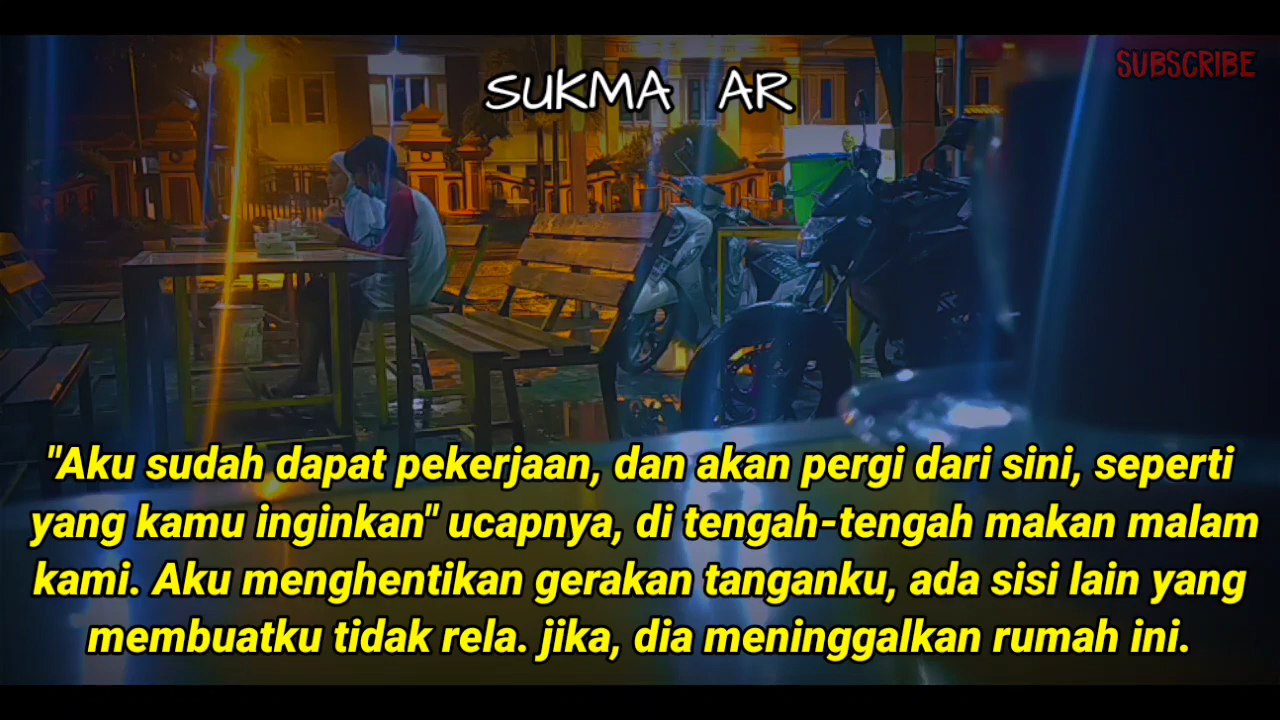 SUKMA AR
SUBSCRIBE
"Aku sudah dapat pekerjaan, dan akan pergi dari sini, seperti
yang kamu inginkan" ucapnya, di tengah-tengah makan malam
kami. Aku menghentikan gerakan tanganku, ada sisi lain yang
membuatku tidak rela. jika, dia meninggalkan rumah ini.